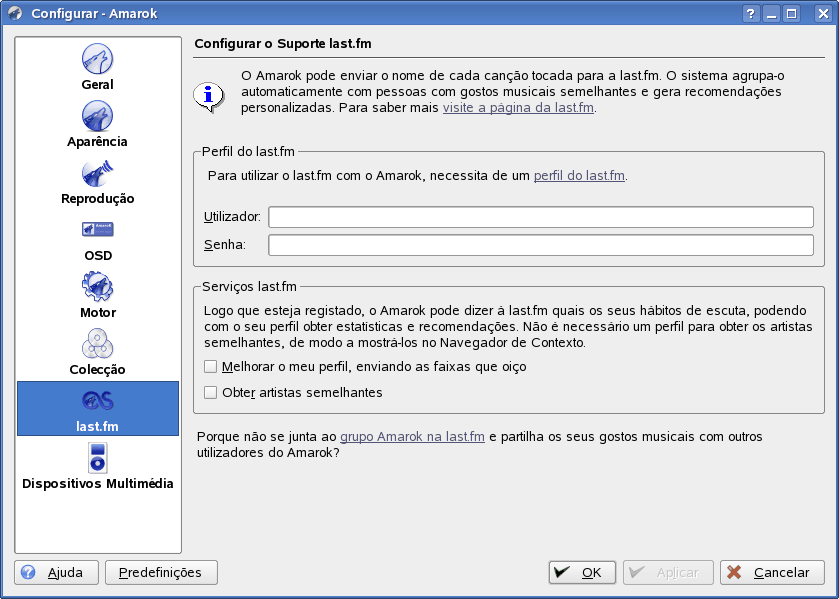 Configurar - Amarok
Geral
Aparência
Reprodução
OSD
Motor
Colecção
last.fm
Dispositivos Multimédia
Configurar o Suporte last.fm
O Amarok pode enviar o nome de cada canção tocada para a last.fm. O sistema agrupa-o
automaticamente com pessoas com gostos musicais semelhantes e gera recomendações
personalizadas. Para saber mais visite a página da last.fm.
Perfil do last.fm
Para utilizar o last.fm com o Amarok, necessita de um perfil do last.fm.
Utilizador:
Senha:
Serviços last.fm
Logo que esteja registado, o Amarok pode dizer à last.fm quais os seus hábitos de escuta, podendo
com o seu perfil obter estatísticas e recomendações. Não é necessário um perfil para obter os artistas
semelhantes, de modo a mostrá-los no Navegador de Contexto.
Melhorar o meu perfil, enviando as faixas que oiço
Obter artistas semelhantes
Porque não se junta ao grupo Amarok na last.fm e partilha os seus gostos musicais com outros
utilizadores do Amarok?
Ajuda
Predefinições
OK
Aplicar
Cancelar